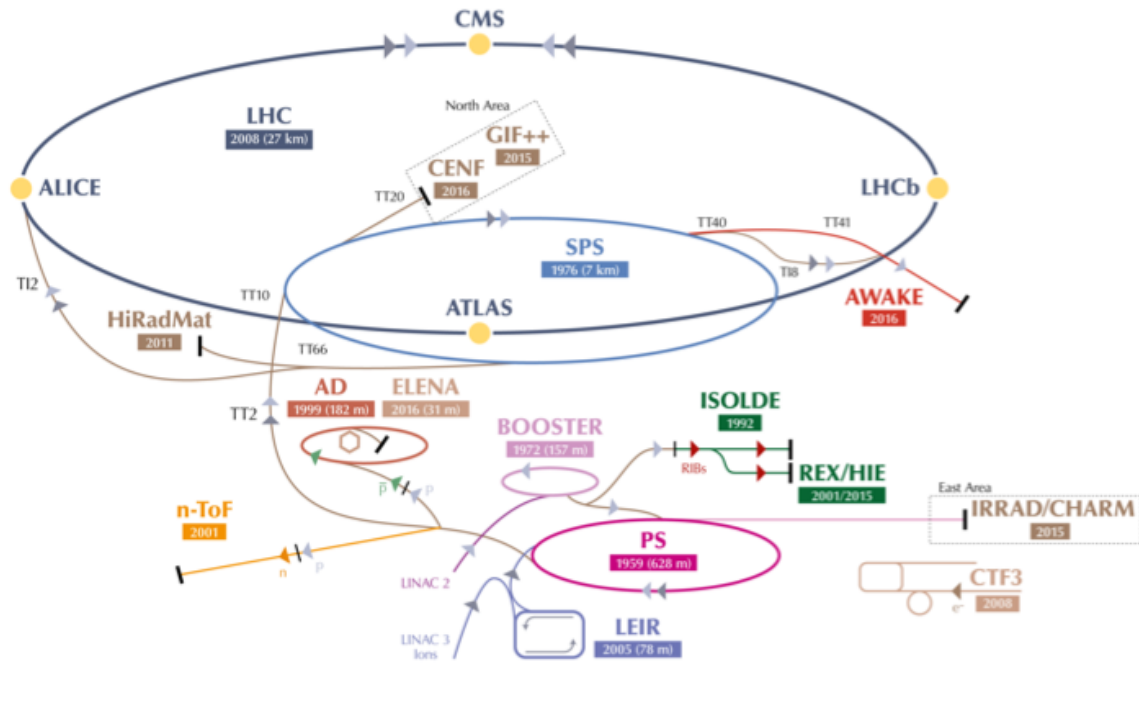 CMS
LHC
2008 (27 km)
North Area
GIF++
2015
CENF
2016
TT20
ALICE
LHCb
TT40
TT41
SPS
1976 (7 km)
TI2
TT10
TI8
ATLAS
AWAKE
2016
HiRadMat
2011
TT66
AD
1999 (182 m)
ELENA
2016 (31 m)
TT2
ISOLDE
1992
BOOSTER
1972 (157 m)
RIBs
REX/HIE
2001/2015
p̅
p
East Area
n-ToF
2001
IRRAD/CHARM
2015
PS
1959 (628 m)
n
p
LINAC 2
CTF3
2008
e-
LEIR
2005 (78 m)
LINAC 3
Ions